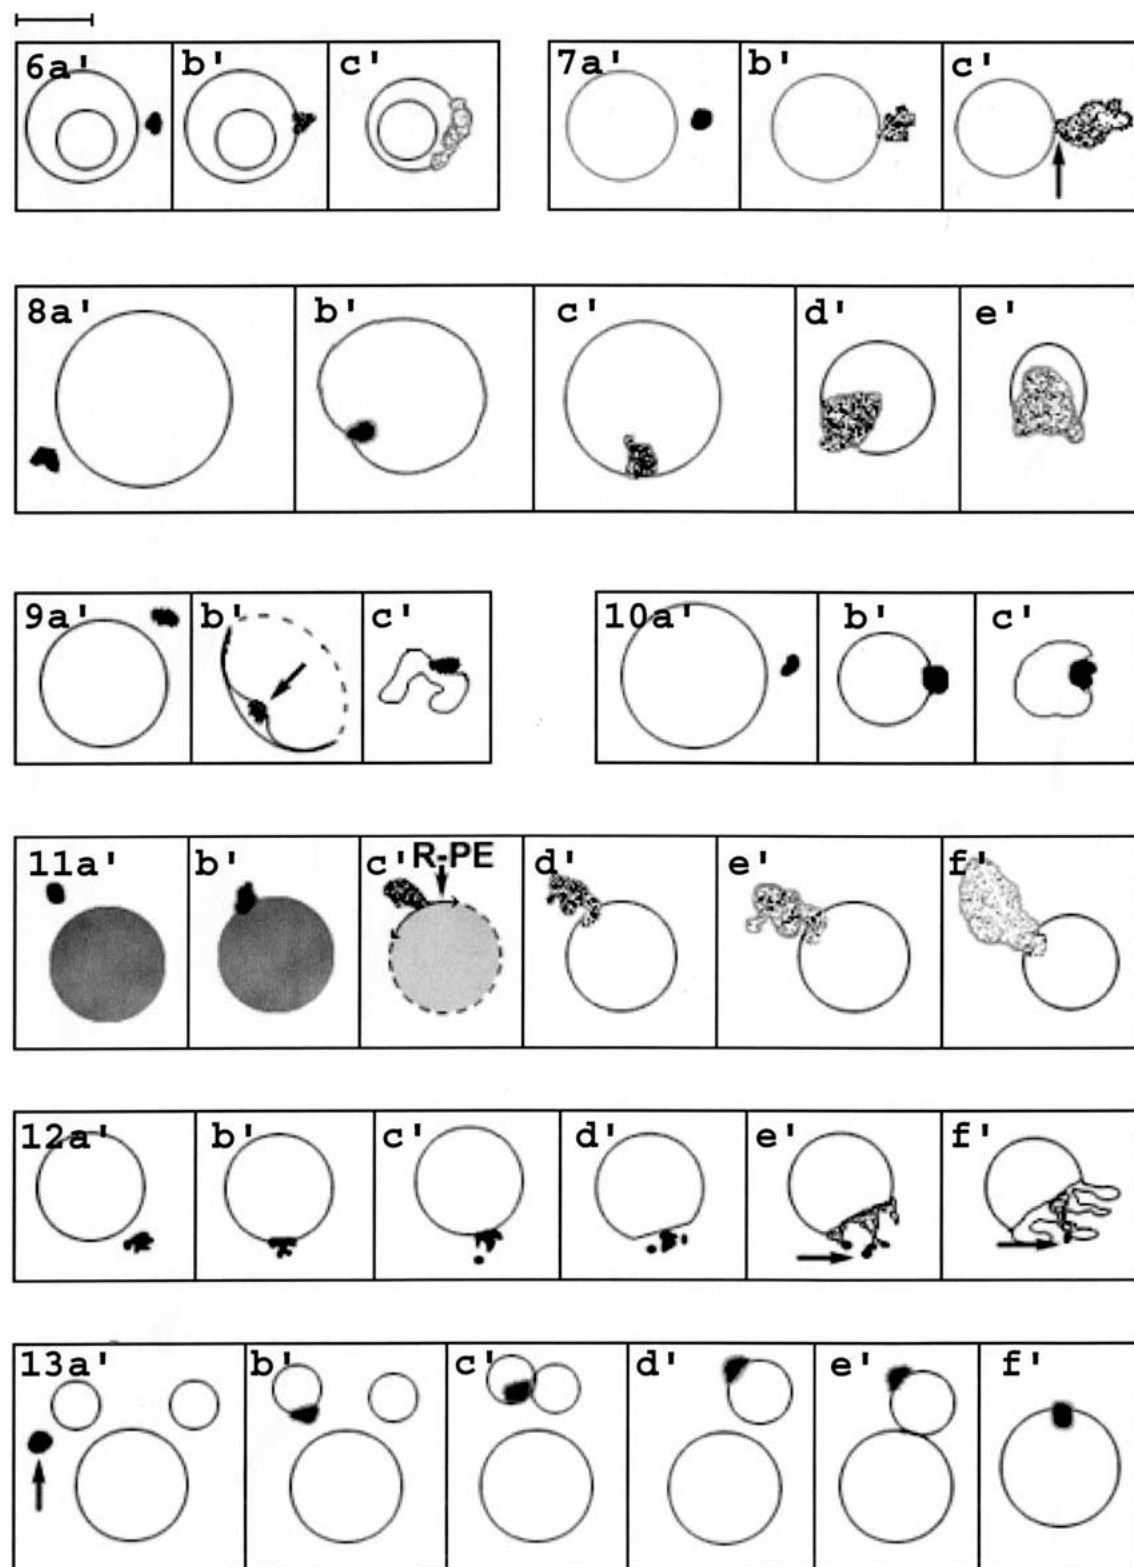 6a' b' c' 7a' b' c'
8a' b' c' d' e'
9a' b' c' 10a' b' c'
R-PE
11a' b' c' d' e' f'
12a' b' c' d' e' f'
13a' b' c' d' e' f'